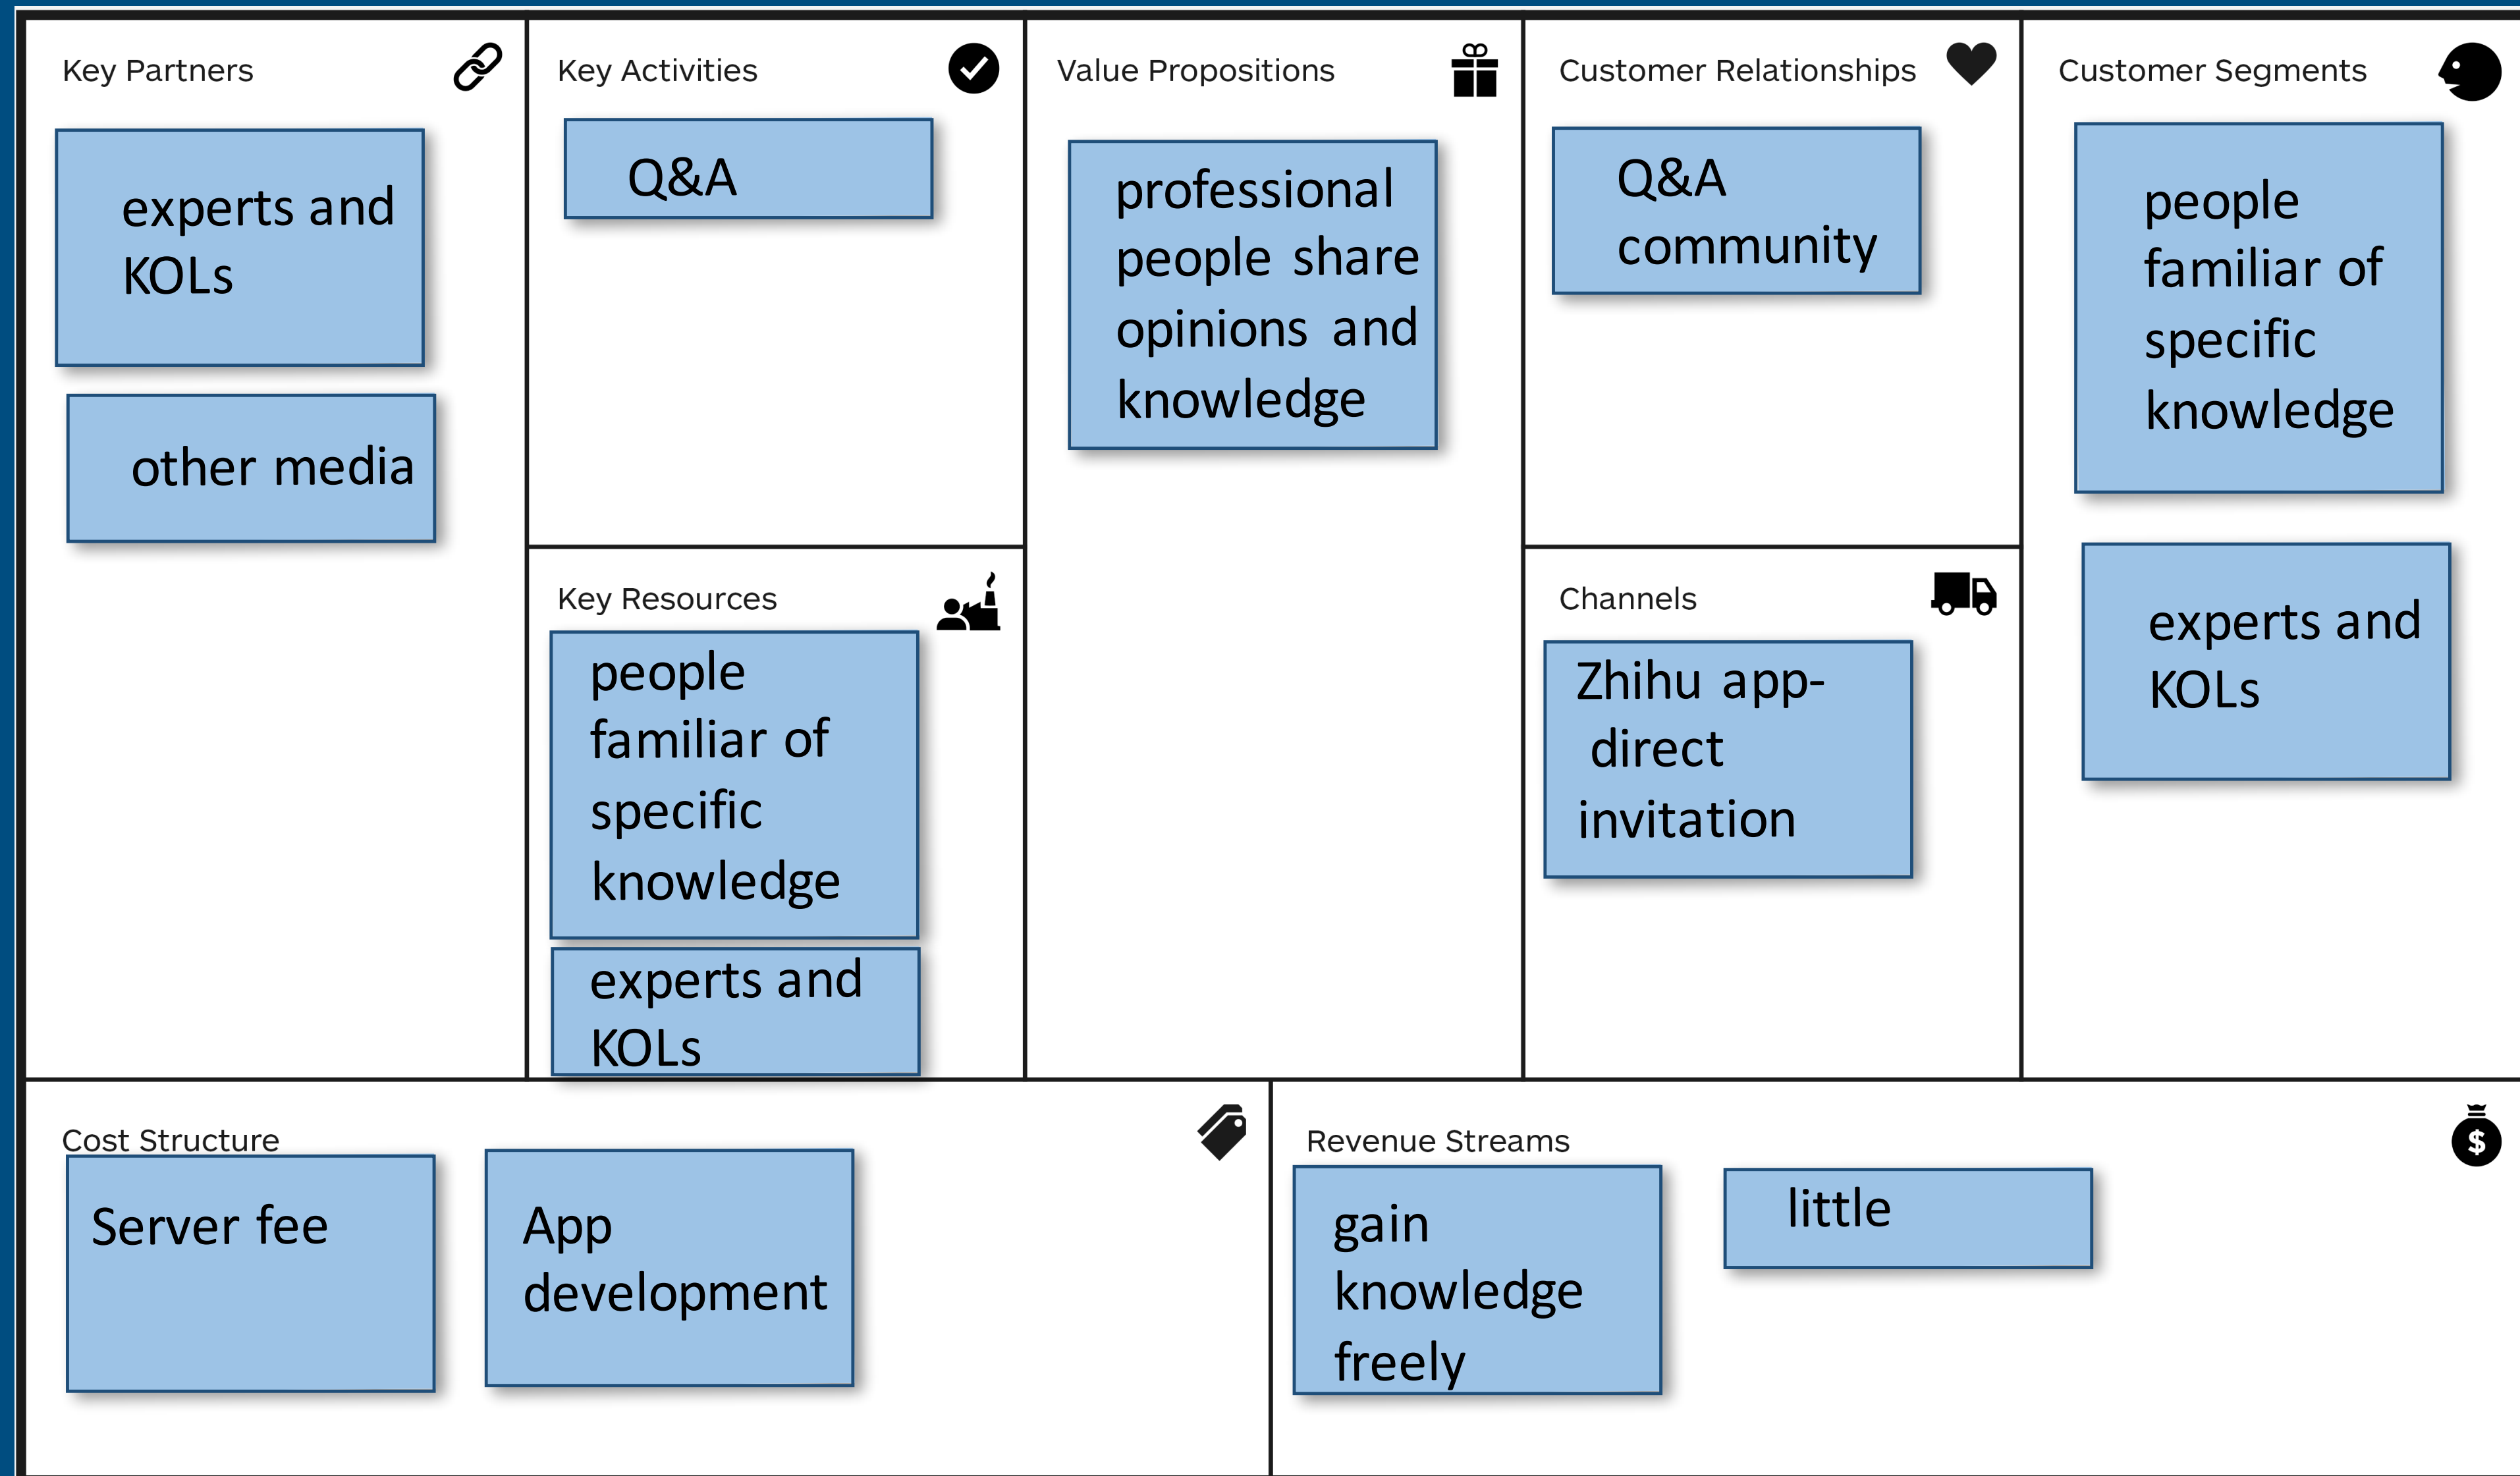 Key Partners
experts and
KOLs
other media
Key Activities
Q&A
Key Resources
people
familiar of
specific
knowledge
experts and
KOLs
Value Propositions
professional
people share
opinions and
knowledge
Customer Relationships
Q&A
community
Channels
Zhihu app-
direct
invitation
Customer Segments
people
familiar of
specific
knowledge
experts and
KOLs
Cost Structure
Server fee
App
development
Revenue Streams
$
gain
knowledge
freely
little